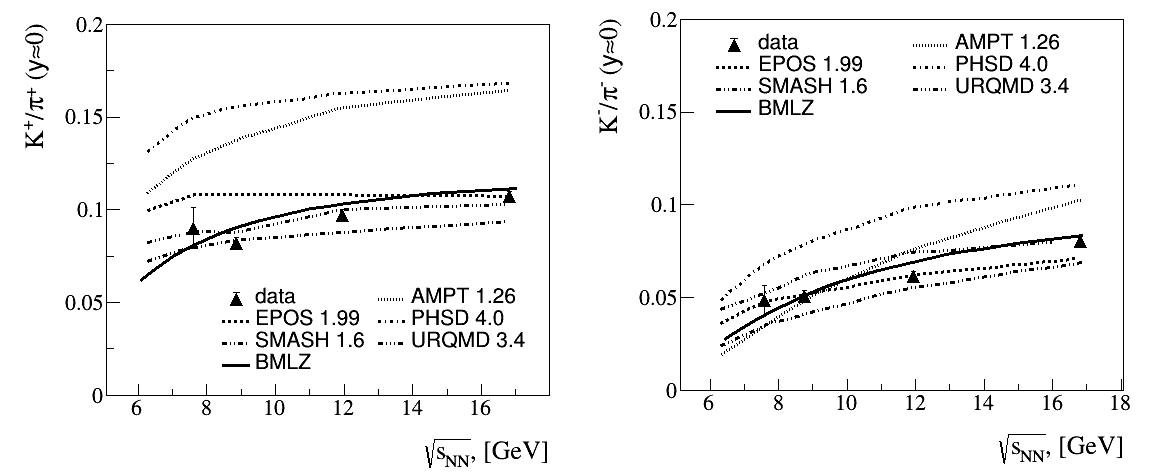 K⁺/π⁺ (y≈0)
0.2
0.15
0.1
0.05
0
data
AMPT 1.26
EPOS 1.99
PHSD 4.0
SMASH 1.6
URQMD 3.4
BMLZ
6 8 10 12 14 16
√sNN, [GeV]
K⁻/π⁻ (y≈0)
0.2
0.15
0.1
0.05
0
data
AMPT 1.26
EPOS 1.99
PHSD 4.0
SMASH 1.6
URQMD 3.4
BMLZ
6 8 10 12 14 16 18
√sNN, [GeV]